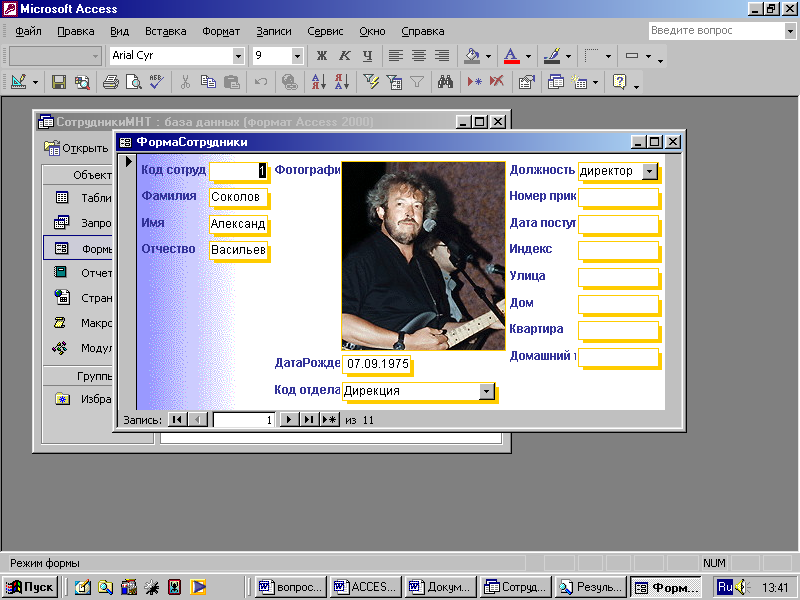 Microsoft Access
Файл Правка Вид Вставка Формат Записи Сервис Окно Справка Введите вопрос
Arial Cyr 9 Ж К Ч
СотрудникиМНТ : база данных (формат Access 2000)
Открыть
ФормаСотрудники
Объект
Табли
Запро
Формы
Отчет
Стран
Макро
Модул
Группы
Избра
Код сотруд 1 Фотографи Должность директор
Фамилия Соколов Номер прик
Имя Александ Дата поступ
Отчество Васильев Индекс
Улица
Дом
Квартира
Домашний т
ДатаРожде 07.09.1975
Код отдела Дирекция
Запись: 1 из 11
Режим формы NUM
Пуск вопрос... ACCES... Докум... Сотруд... Резуль... Форм... Ru 13:41